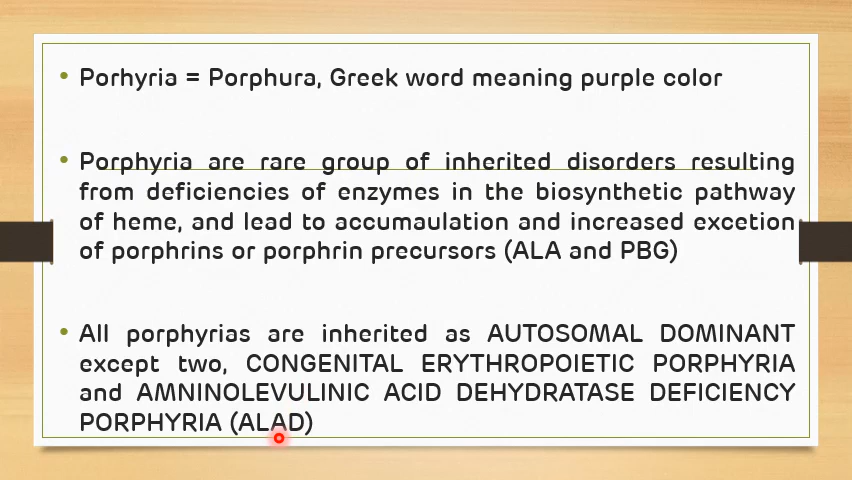 • Porhyria = Porphura, Greek word meaning purple color
• Porphyria are rare group of inherited disorders resulting
from deficiencies of enzymes in the biosynthetic pathway
of heme, and lead to accumaulation and increased excetion
of porphrins or porphrin precursors (ALA and PBG)
• All porphyrias are inherited as AUTOSOMAL DOMINANT
except two, CONGENITAL ERYTHROPOIETIC PORPHYRIA
and AMNINOLEVULINIC ACID DEHYDRATASE DEFICIENCY
PORPHYRIA (ALAD)